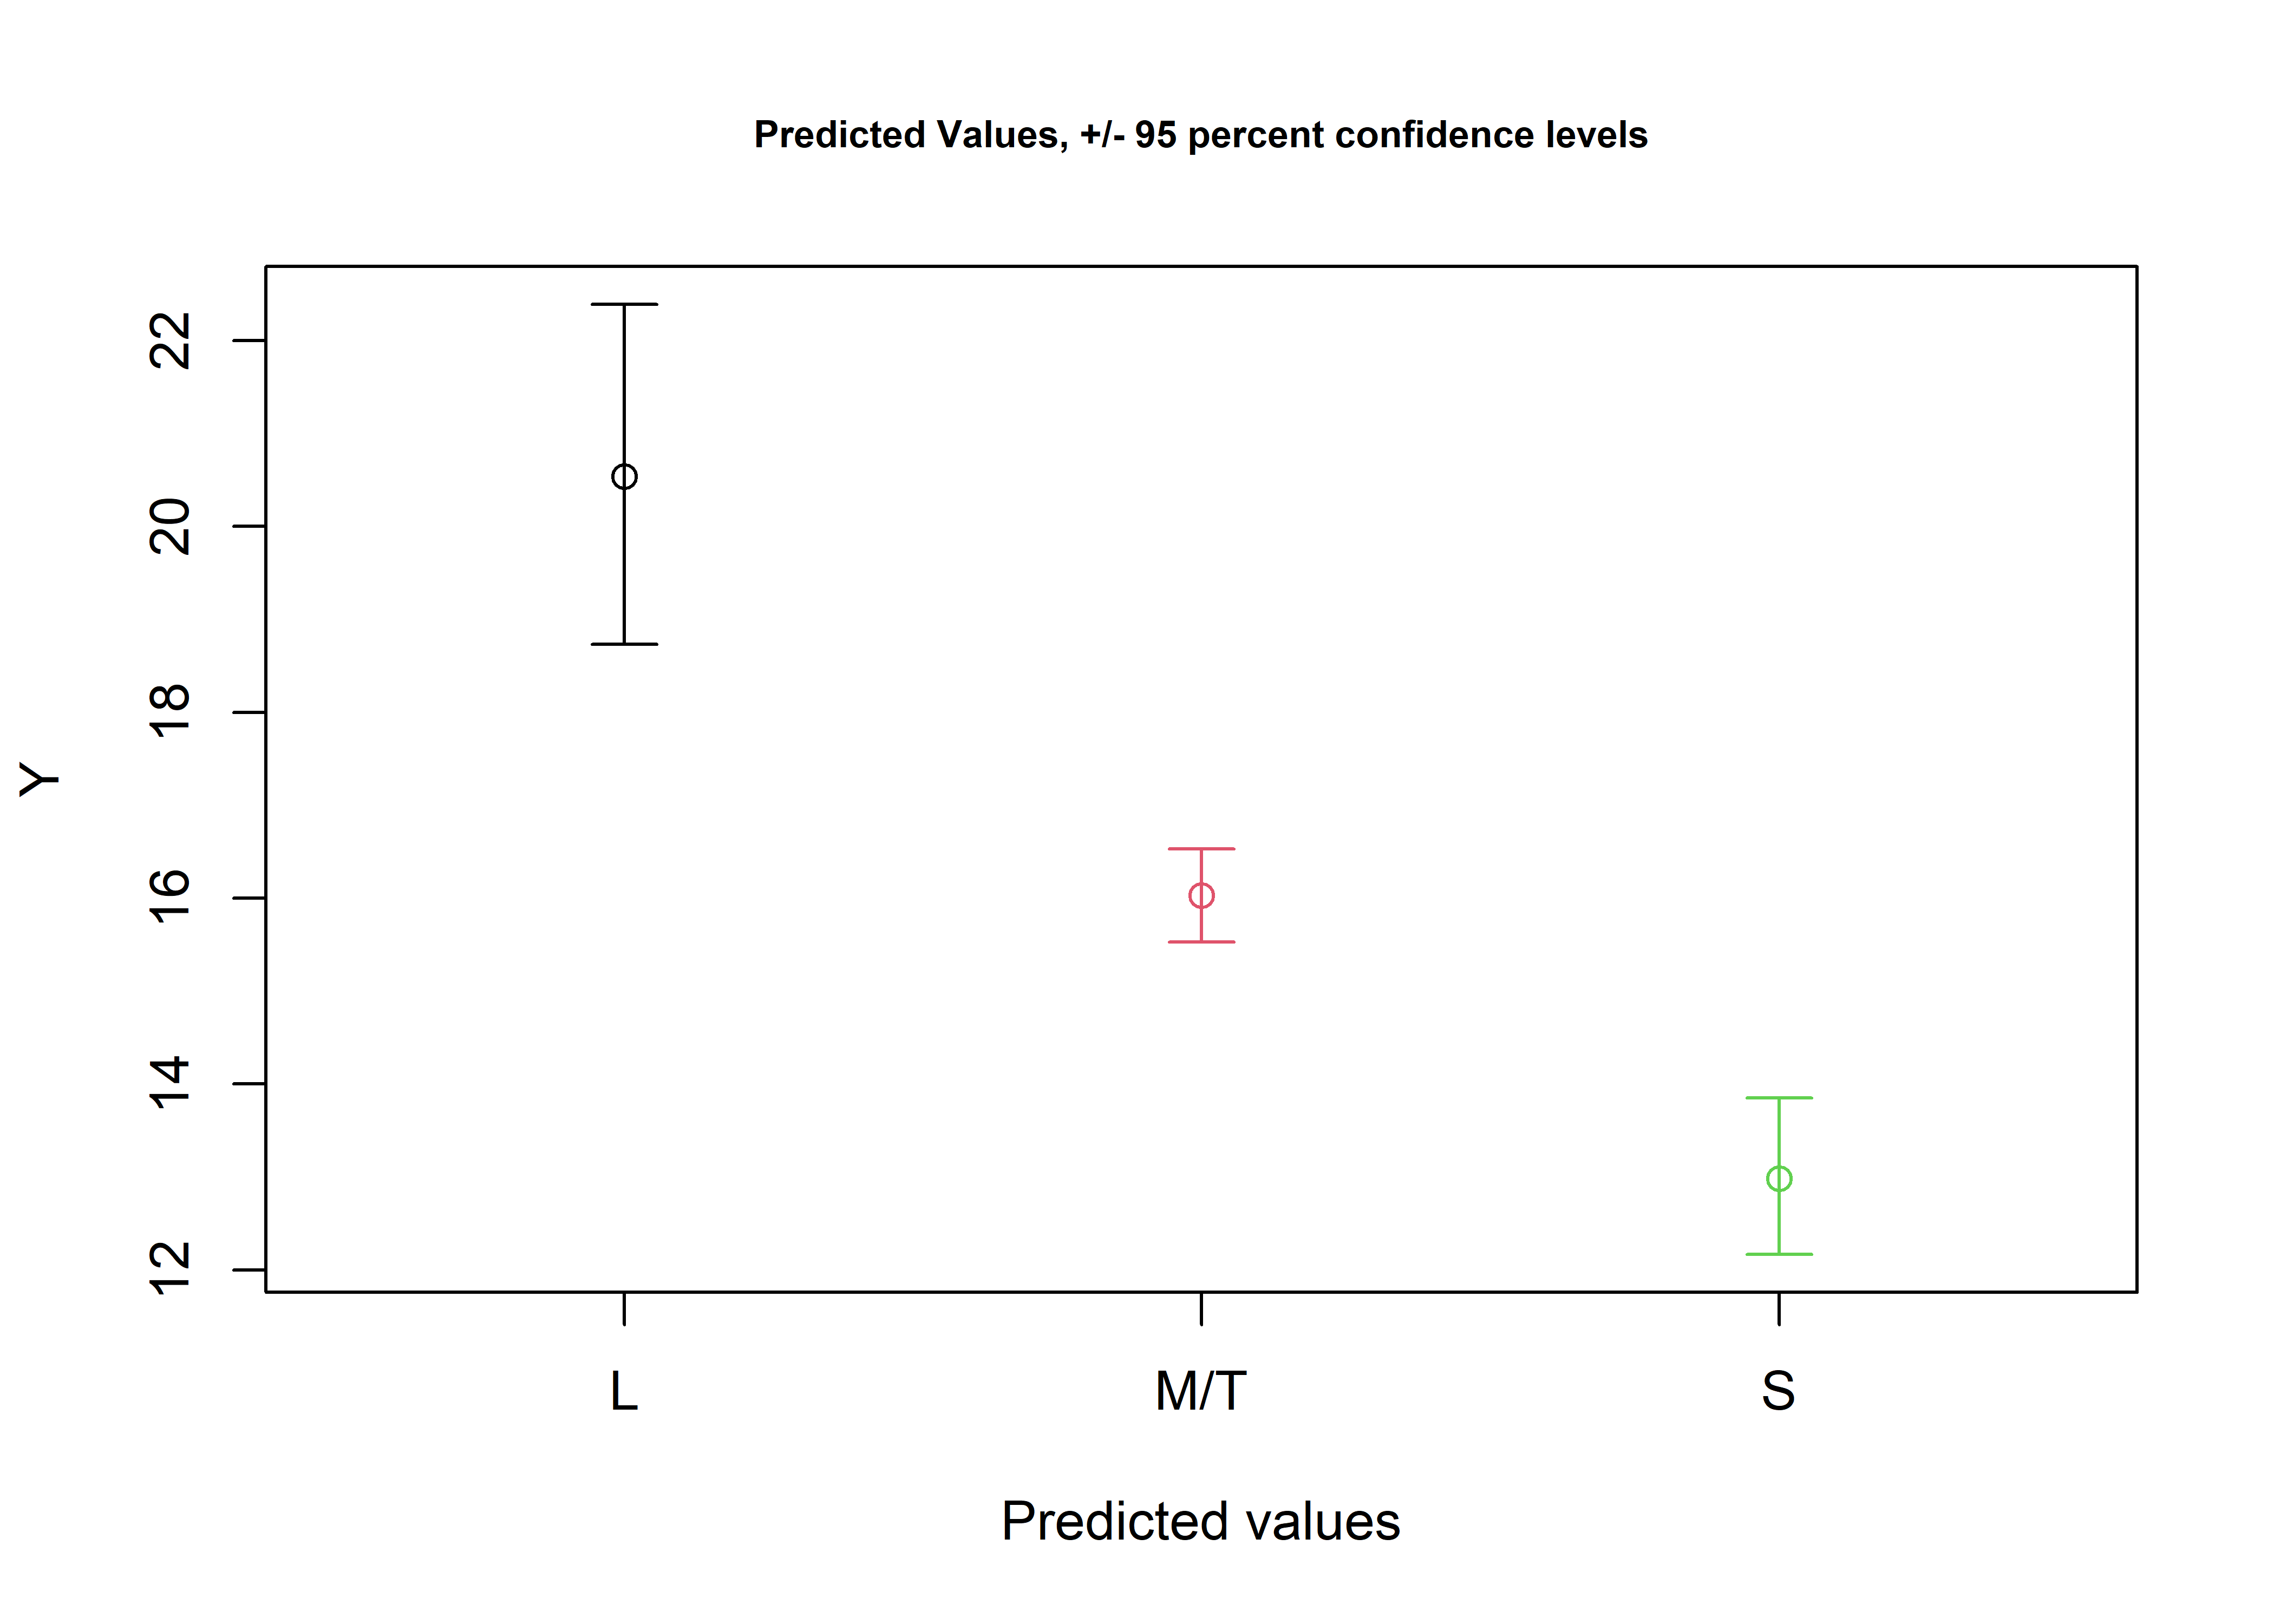 Predicted Values, +/- 95 percent confidence levels
22
20
18
16
14
12
Y
L
M/T
S
Predicted values